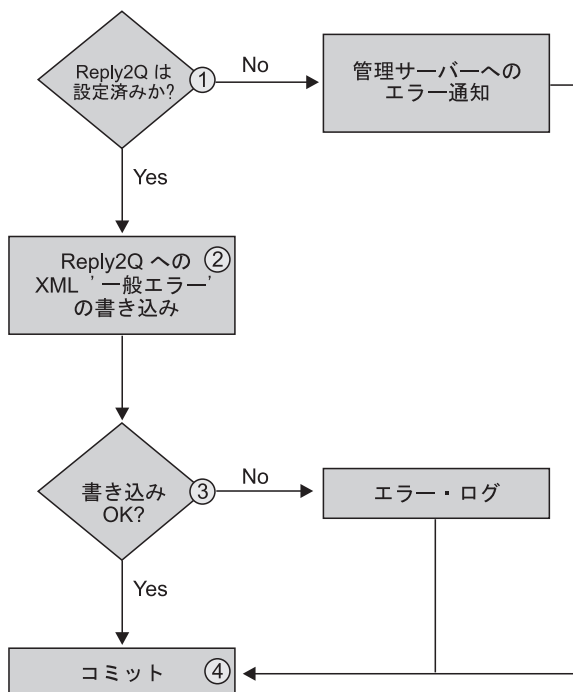 Reply2Q は
設定済みか?
1
No
管理サーバーへの
エラー通知
Yes
Reply2Q への
2
XML '一般エラー'
の書き込み
書き込み
OK?
3
No
エラー・ログ
Yes
コミット
4